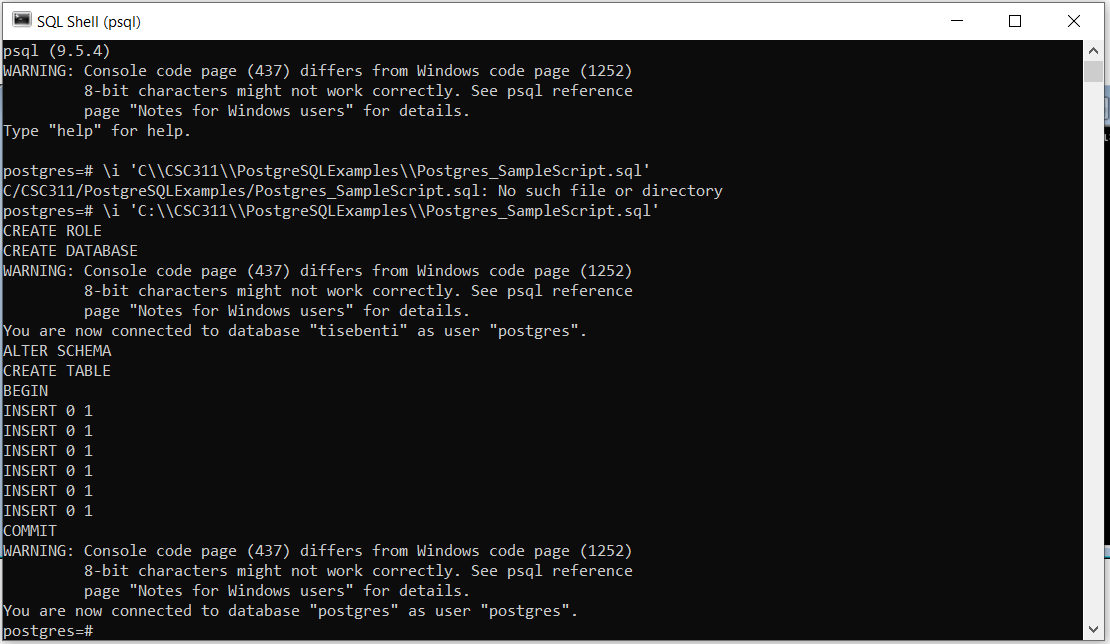 SQL Shell (psql)
psql (9.5.4)
WARNING: Console code page (437) differs from Windows code page (1252)
         8-bit characters might not work correctly. See psql reference
         page "Notes for Windows users" for details.
Type "help" for help.

postgres=# \i 'C\\CSC311\\PostgreSQLExamples\\Postgres_SampleScript.sql'
C/CSC311/PostgreSQLExamples/Postgres_SampleScript.sql: No such file or directory
postgres=# \i 'C:\\CSC311\\PostgreSQLExamples\\Postgres_SampleScript.sql'
CREATE ROLE
CREATE DATABASE
WARNING: Console code page (437) differs from Windows code page (1252)
         8-bit characters might not work correctly. See psql reference
         page "Notes for Windows users" for details.
You are now connected to database "tisebenti" as user "postgres".
ALTER SCHEMA
CREATE TABLE
BEGIN
INSERT 0 1
INSERT 0 1
INSERT 0 1
INSERT 0 1
INSERT 0 1
INSERT 0 1
COMMIT
WARNING: Console code page (437) differs from Windows code page (1252)
         8-bit characters might not work correctly. See psql reference
         page "Notes for Windows users" for details.
You are now connected to database "postgres" as user "postgres".
postgres=#